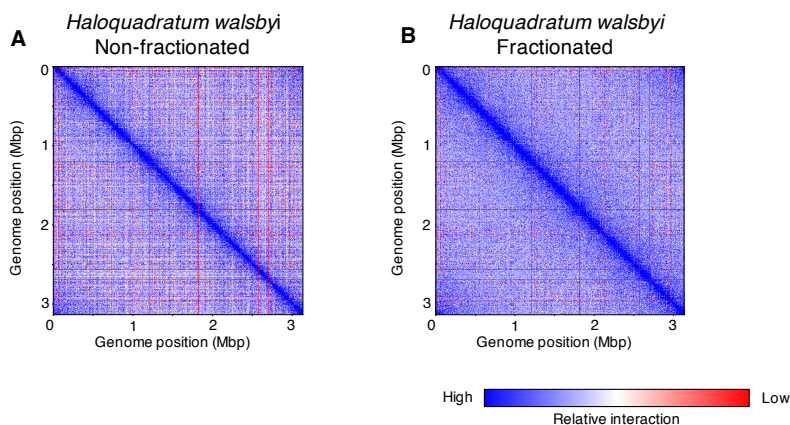 A
Haloquadratum walsbyi
Non-fractionated
0
1
2
3
Genome position (Mbp)
0
1
2
3
Genome position (Mbp)
B
Haloquadratum walsbyi
Fractionated
0
1
2
3
Genome position (Mbp)
0
1
2
3
Genome position (Mbp)
High
Low
Relative interaction